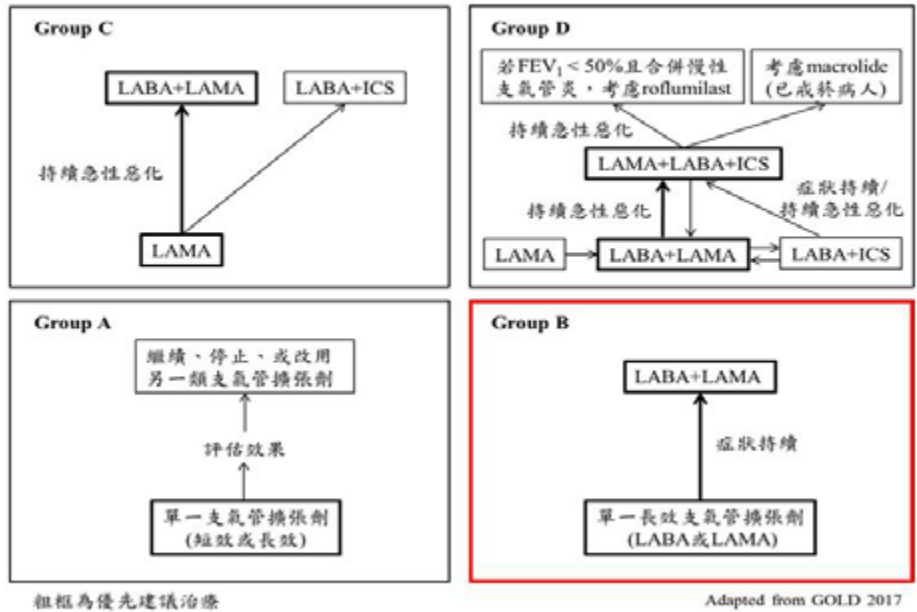 Group C
LABA+LAMA
LABA+ICS
持續急性惡化
LAMA
Group D
若FEV₁ < 50%且合併慢性
支氣管炎，考慮roflumilast
考慮macrolide
(已戒菸病人)
持續急性惡化
LAMA+LABA+ICS
持續急性惡化
症狀持續/
持續急性惡化
LAMA
LABA+LAMA
LABA+ICS
Group A
繼續、停止、或改用
另一類支氣管擴張劑
評估效果
單一支氣管擴張劑
(短效或長效)
Group B
LABA+LAMA
症狀持續
單一長效支氣管擴張劑
(LABA或LAMA)
粗框為優先建議治療
Adapted from GOLD 2017